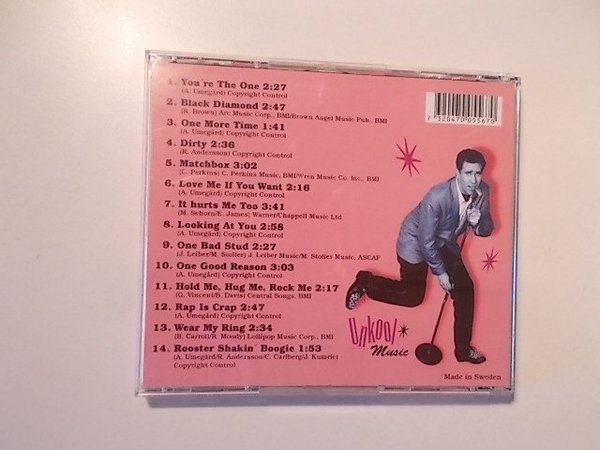 1. You're The One 2:27
(A. Umegård) Copyright Control
2. Black Diamond 2:47
(R. Brown) Arc Music Corp., BMI/Brown Angel Music Pub., BMI
3. One More Time 1:41
(A. Umegård) Copyright Control
4. Dirty 2:36
(R. Andersson) Copyright Control
5. Matchbox 3:02
(C. Perkins) C. Perkins Music, BMI/Wren Music Co. Inc., BMI
6. Love Me If You Want 2:16
(A. Umegård) Copyright Control
7. It hurts Me Too 3:41
(M. Sehorn/E. James) Warner/Chappell Music Ltd
8. Looking At You 2:58
(A. Umegård) Copyright Control
9. One Bad Stud 2:27
(J. Leiber/M. Stoller) J. Leiber Music/M. Stoller Music, ASCAP
10. One Good Reason 3:03
(A. Umegård) Copyright Control
11. Hold Me, Hug Me, Rock Me 2:17
(G. Vincent/B. Davis) Central Songs, BMI
12. Rap Is Crap 2:47
(A. Umegård) Copyright Control
13. Wear My Ring 2:34
(B. Carroll/R. Moody) Lollipop Music Corp., BMI
14. Rooster Shakin' Boogie 1:53
(A. Umegård/R. Andersson/C. Carlberg/J.
Copyright Control
7 320470 055670
Unkool
Music
Made in Sweden